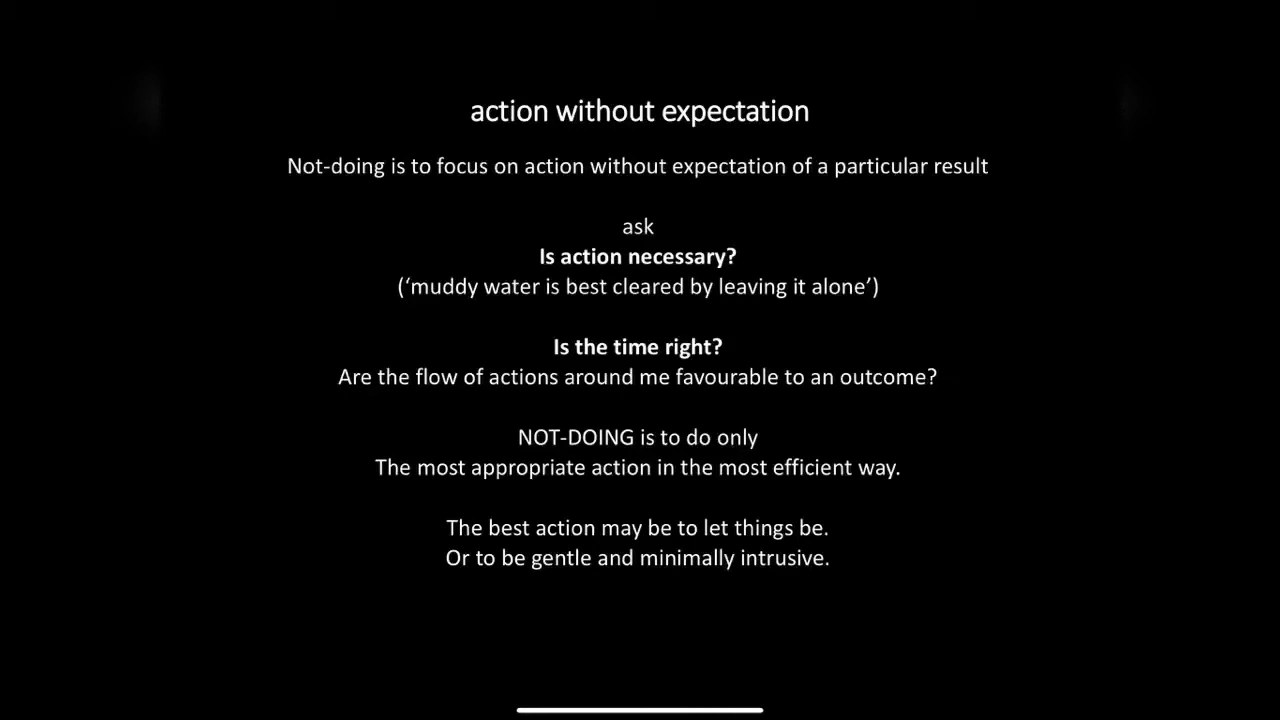 action without expectation
Not-doing is to focus on action without expectation of a particular result
ask
Is action necessary?
(‘muddy water is best cleared by leaving it alone’)
Is the time right?
Are the flow of actions around me favourable to an outcome?
NOT-DOING is to do only
The most appropriate action in the most efficient way.
The best action may be to let things be.
Or to be gentle and minimally intrusive.